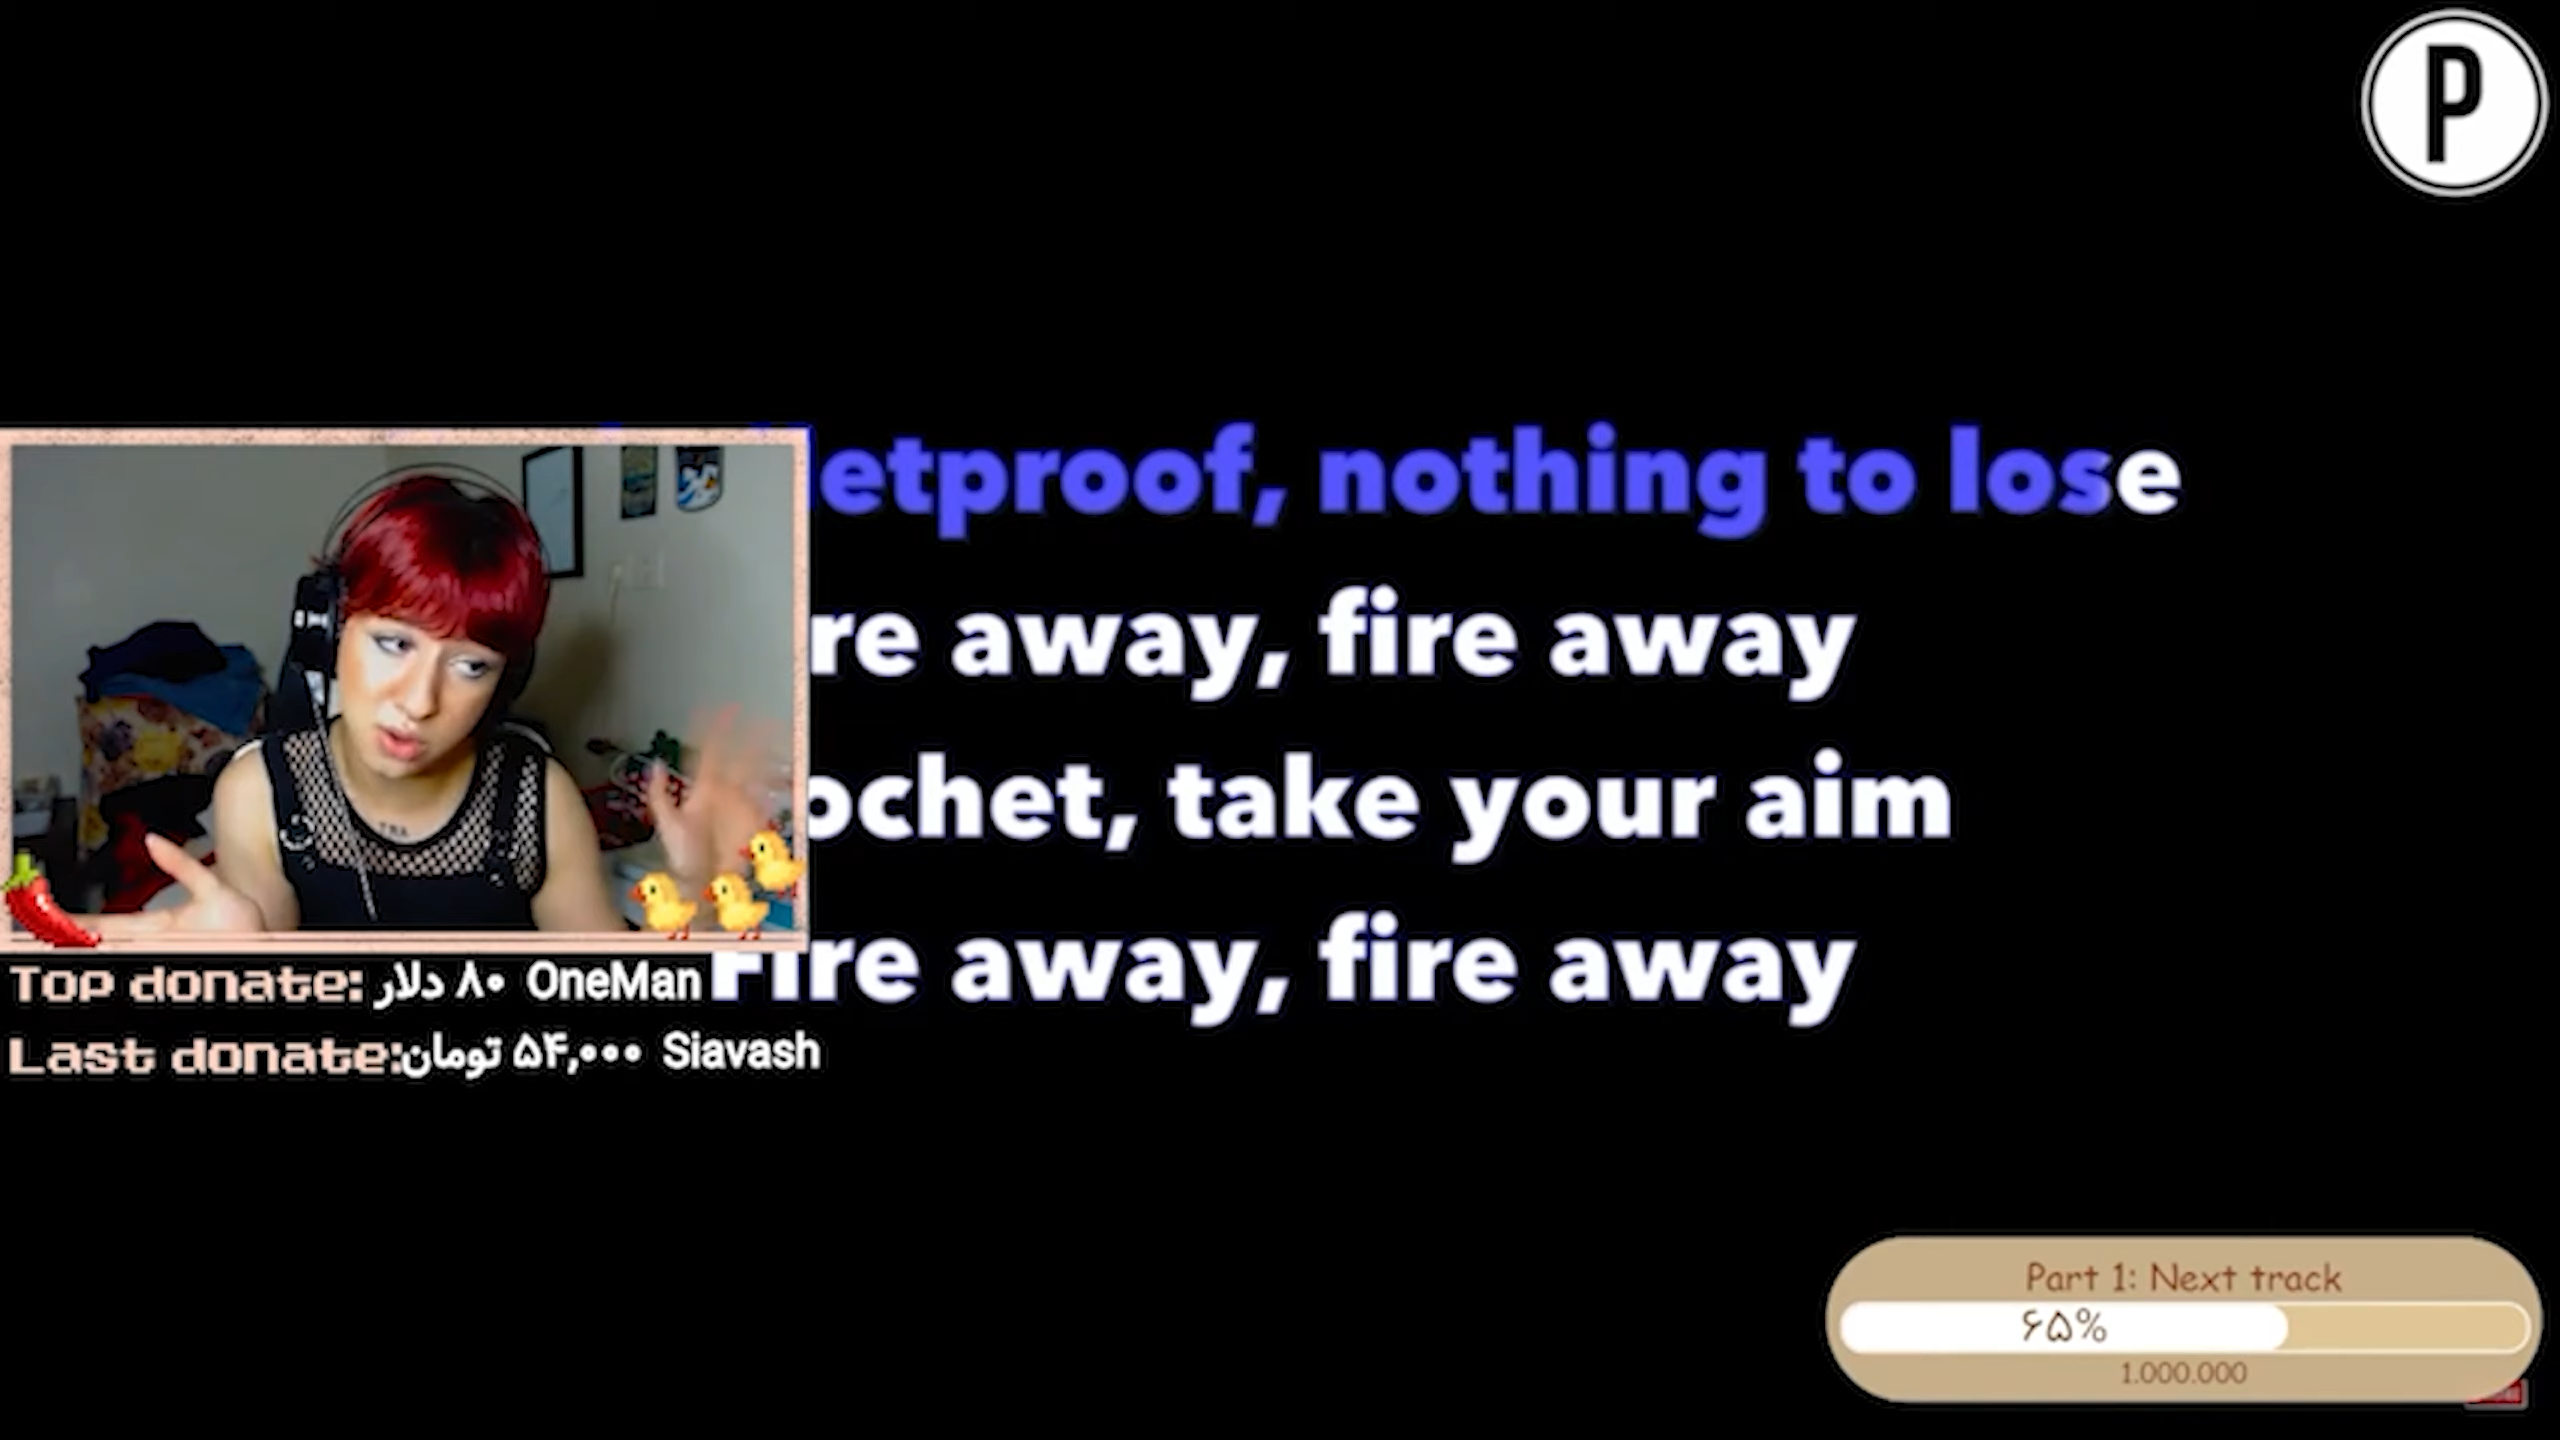 P
etproof, nothing to lose
re away, fire away
ochet, take your aim
Fire away, fire away
Top donate: ۸۰ دلار OneMan
Last donate: ۵۴,۰۰۰ تومان Siavash
Part 1: Next track
۶۵%
1.000.000